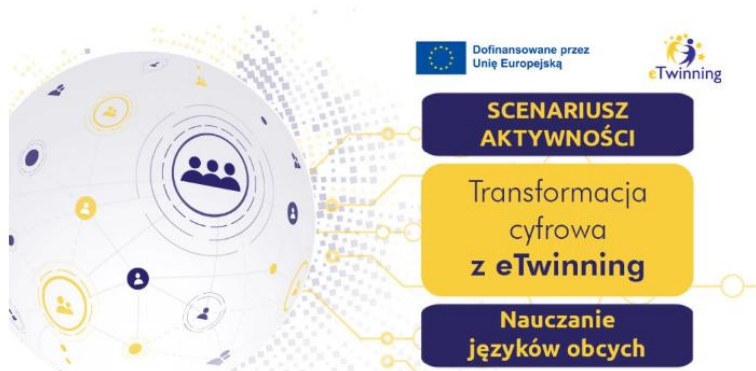 Dofinansowane przez
Unię Europejską
eTwinning
SCENARIUSZ
AKTYWNOŚCI
Transformacja
cyfrowa
z eTwinning
Nauczanie
języków obcych